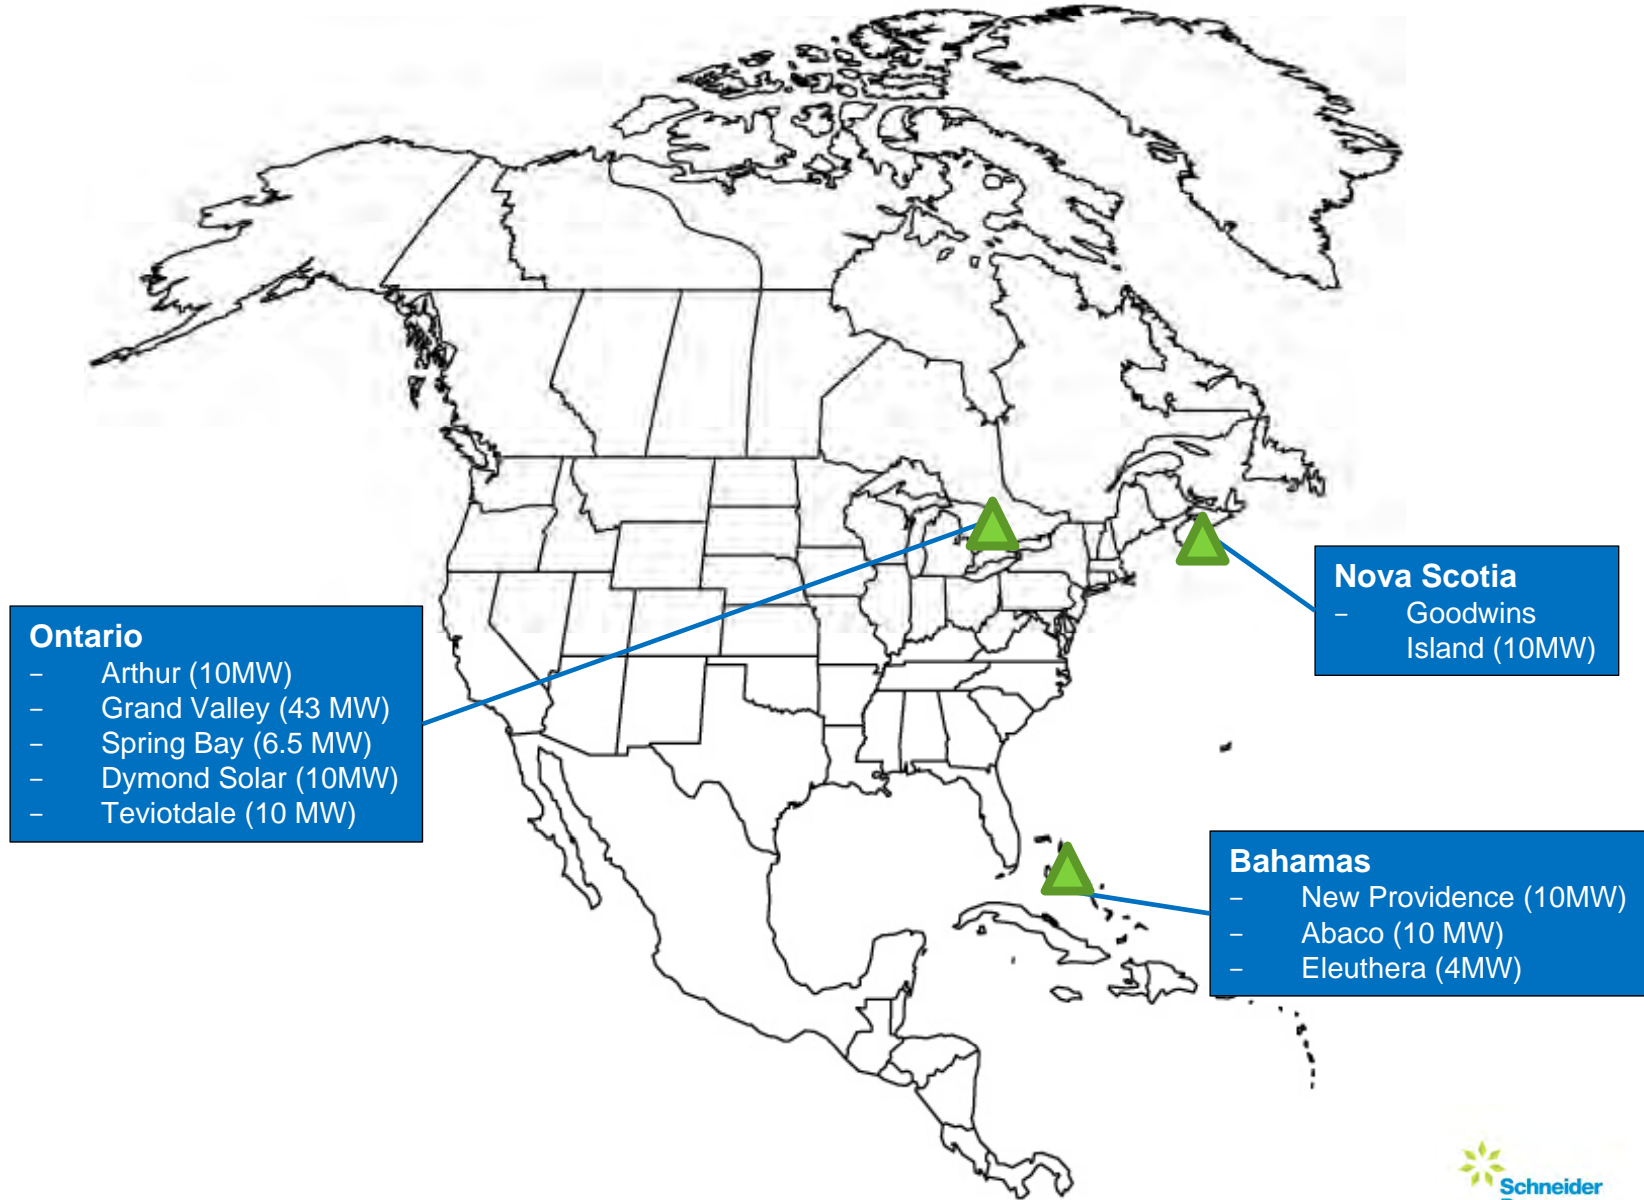 Ontario
– Arthur (10MW)
– Grand Valley (43 MW)
– Spring Bay (6.5 MW)
– Dymond Solar (10MW)
– Teviotdale (10 MW)
Nova Scotia
– Goodwins
Island (10MW)
Bahamas
– New Providence (10MW)
– Abaco (10 MW)
– Eleuthera (4MW)
Schneider